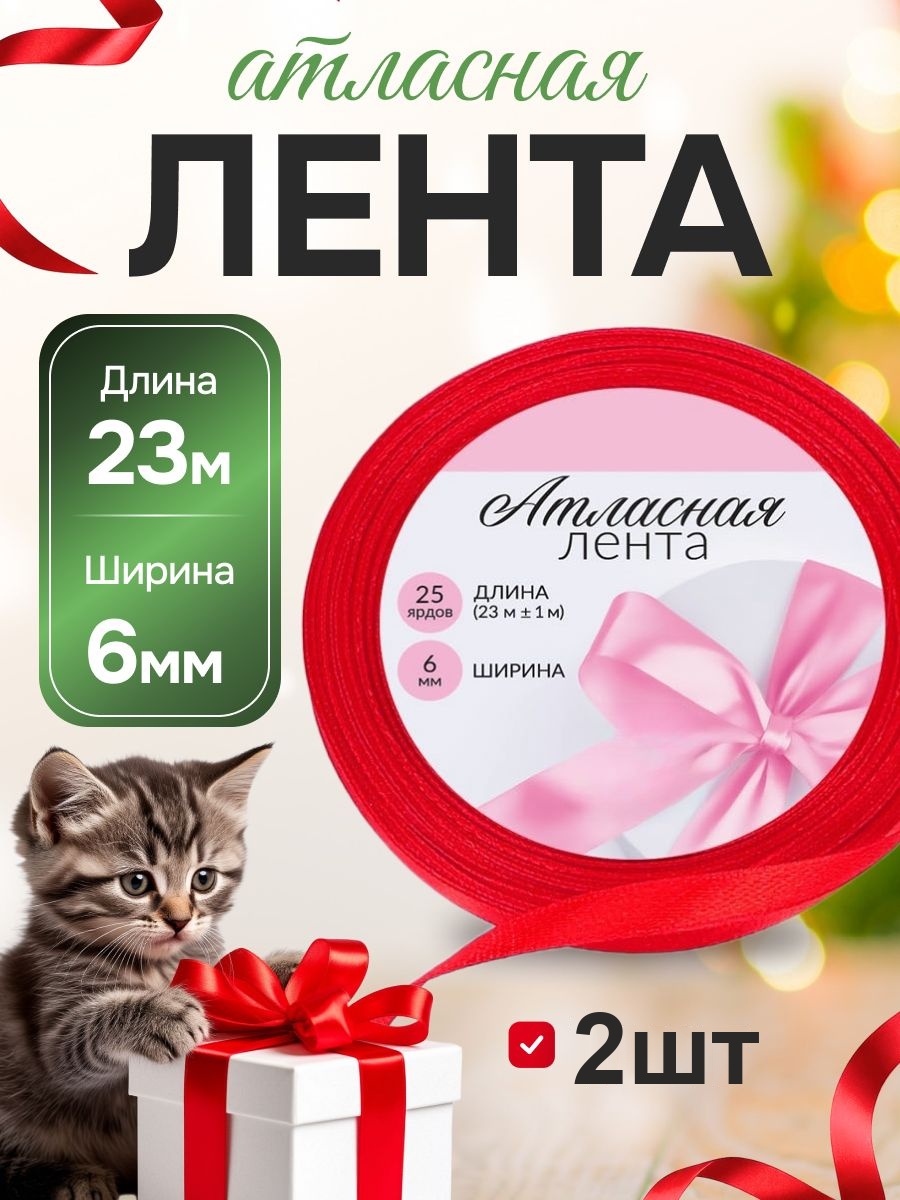 атласная
ЛЕНТА
Длина
23м
Ширина
6мм
Атласная
лента
25
ярдов
ДЛИНА
(23 м ± 1 м)
6
мм
ШИРИНА
2шт